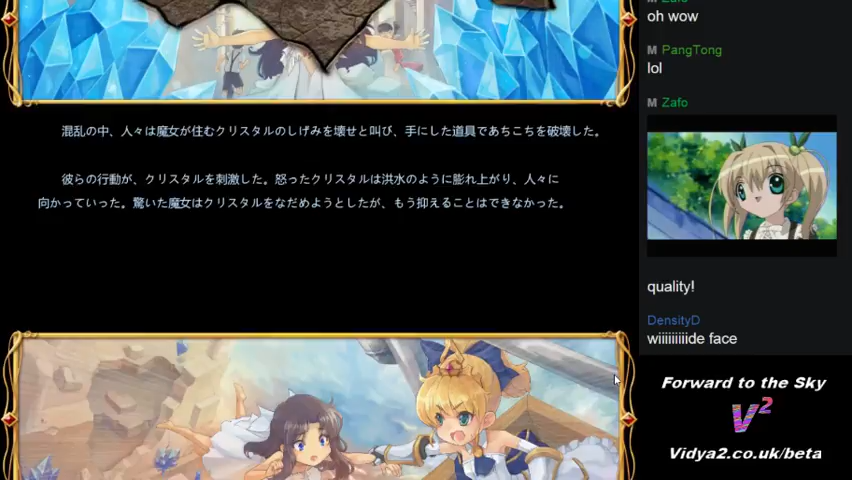 混乱の中、人々は魔女が住むクリスタルのしげみを壊せと叫び、手にした道具であちこちを破壊した。
彼らの行動が、クリスタルを刺激した。怒ったクリスタルは洪水のように膨れ上がり、人々に
向かっていった。驚いた魔女はクリスタルをなだめようとしたが、もう抑えることはできなかった。
M Zafo
oh wow
M PangTong
lol
M Zafo
quality!
DensityD
wiiiiiiiide face
Forward to the Sky
V2
Vidya2.co.uk/beta